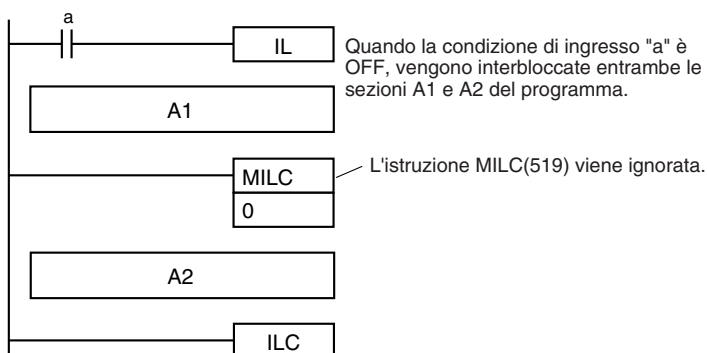 a
IL
Quando la condizione di ingresso "a" è
OFF, vengono interbloccate entrambe le
sezioni A1 e A2 del programma.
A1
MILC
L'istruzione MILC(519) viene ignorata.
0
A2
ILC